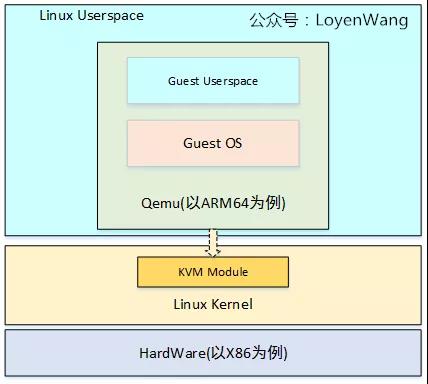 Linux Userspace
公众号：LoyenWang
Guest Userspace
Guest OS
Qemu(以ARM64为例)
KVM Module
Linux Kernel
HardWare(以X86为例)